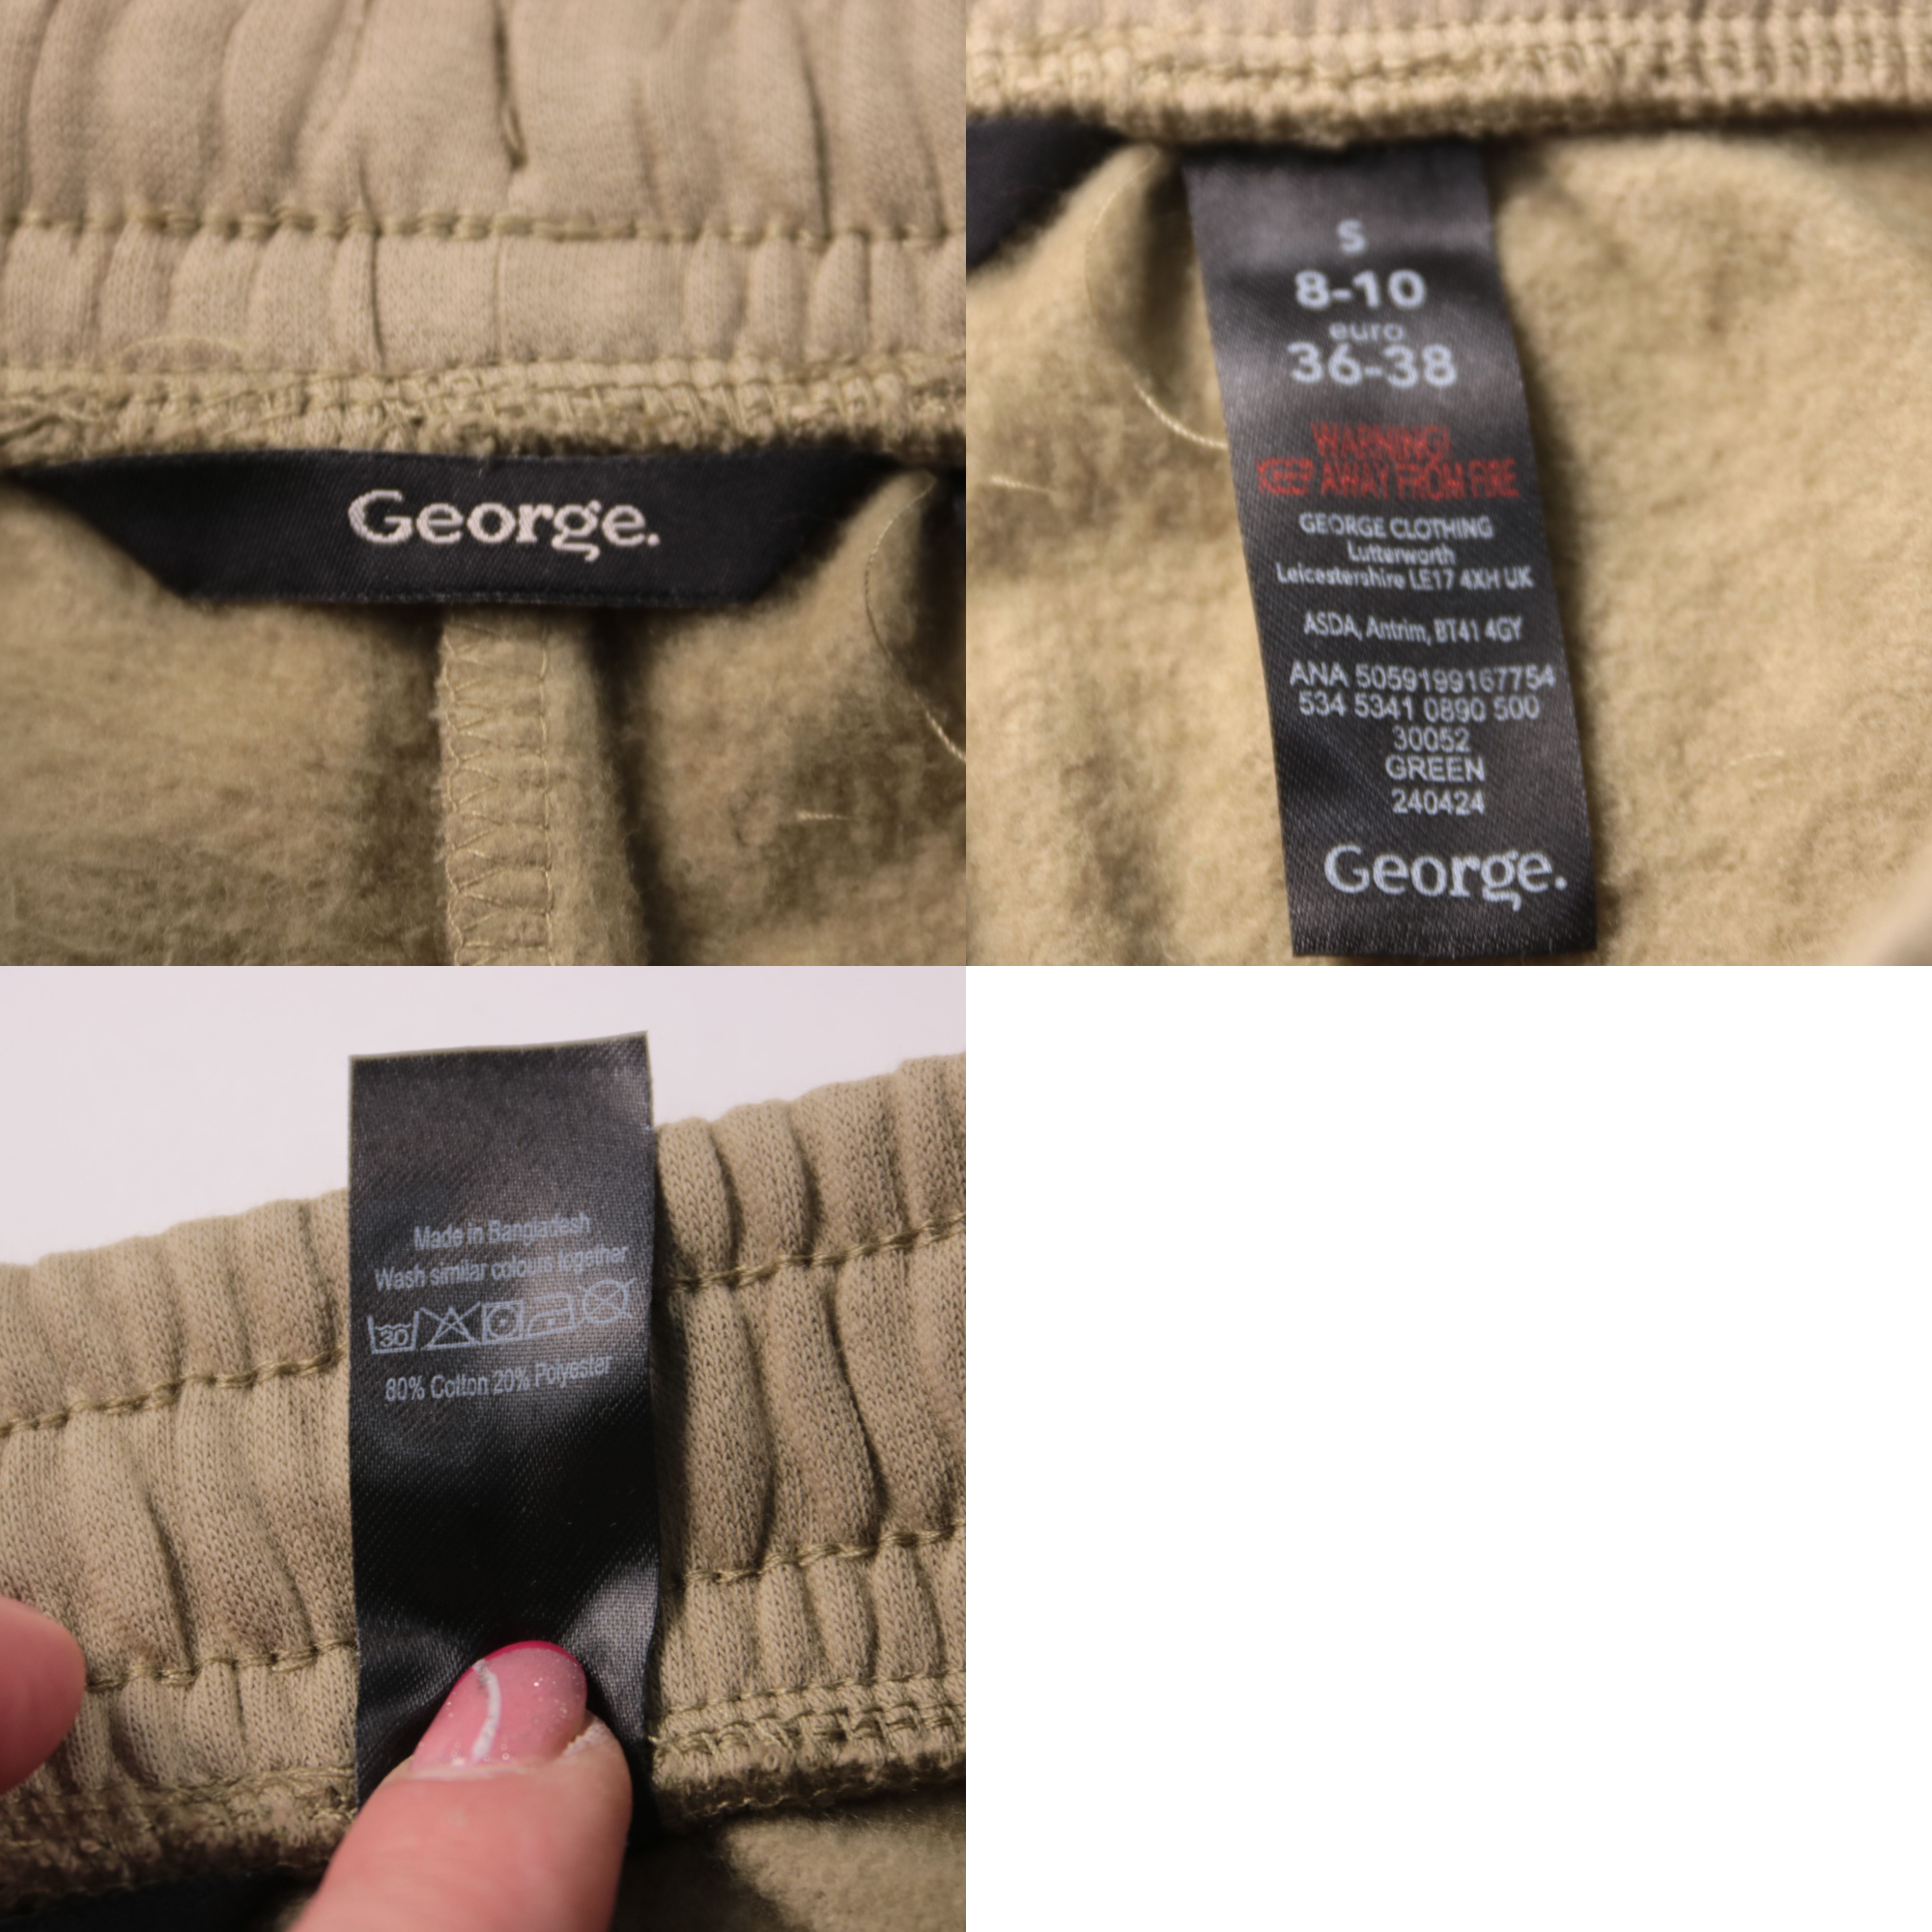 George.
S
8-10
euro
36-38
WARNING!
KEEP AWAY FROM FIRE
GEORGE CLOTHING
Lutterworth
Leicestershire LE17 4XH UK
ASDA, Antrim, BT41 4GY
ANA 5059199167754
534 5341 0890 500
30052
GREEN
240424
George.
Made in Bangladesh
Wash similar colours together
30
80% Cotton 20% Polyester